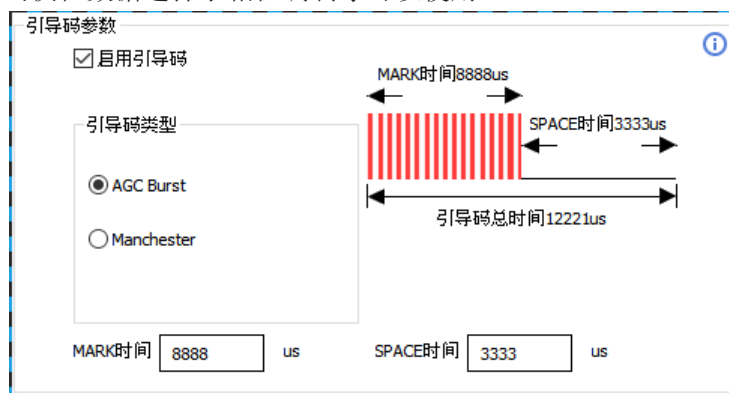 引导码参数
启用引导码
MARK时间8888us
引导码类型
SPACE时间3333us
AGC Burst
引导码总时间12221us
Manchester
MARK时间 8888 us SPACE时间 3333 us